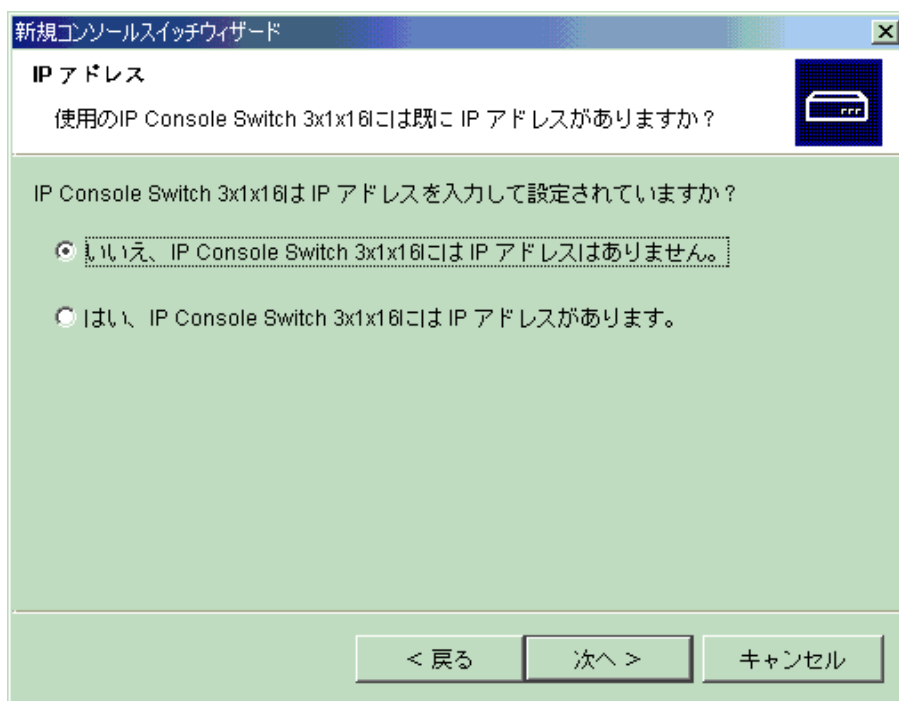 新規コンソールスイッチウィザード
IP アドレス
使用のIP Console Switch 3x1x16には既に IP アドレスがありますか？
IP Console Switch 3x1x16は IP アドレスを入力して設定されていますか？
いいえ、IP Console Switch 3x1x16には IP アドレスはありません。
はい、IP Console Switch 3x1x16には IP アドレスがあります。
< 戻る
次へ >
キャンセル